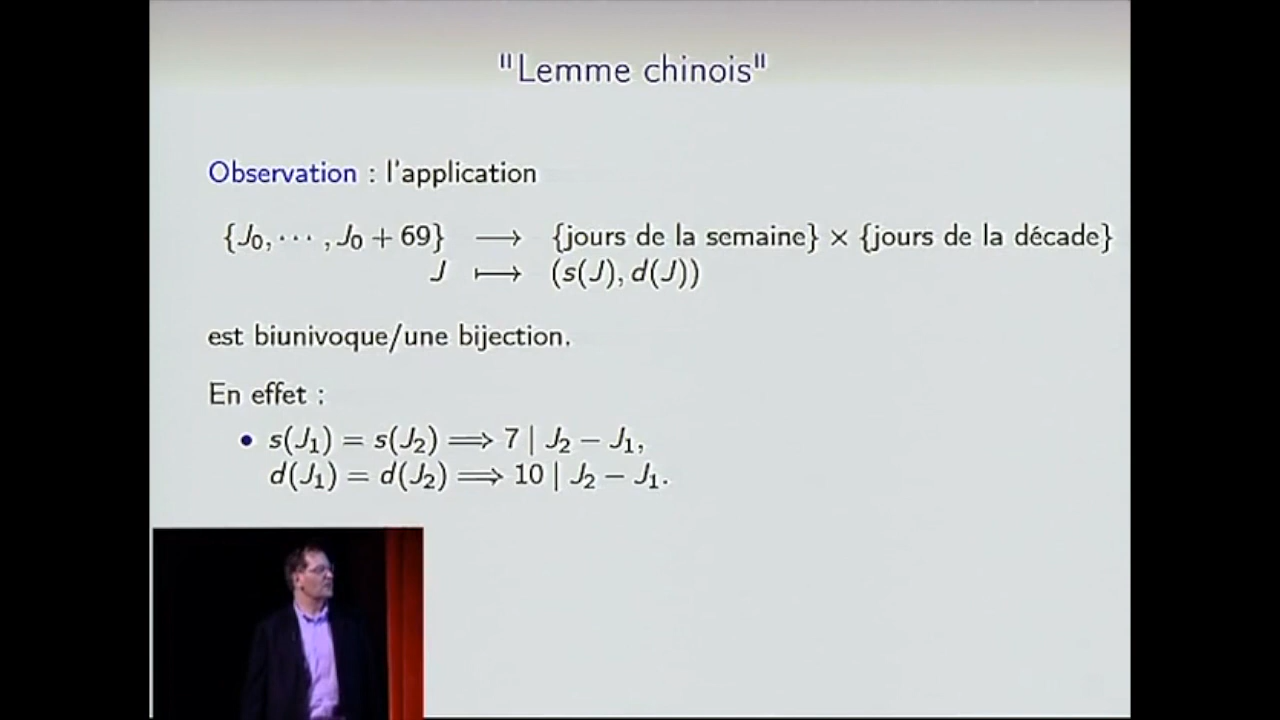 "Lemme chinois"
Observation : l'application
{J₀, ⋯ , J₀ + 69} ⟶ {jours de la semaine} × {jours de la décade}
J ⟼ (s(J), d(J))
est biunivoque/une bijection.
En effet :
• s(J₁) = s(J₂) ⟹ 7 | J₂ − J₁,
d(J₁) = d(J₂) ⟹ 10 | J₂ − J₁.